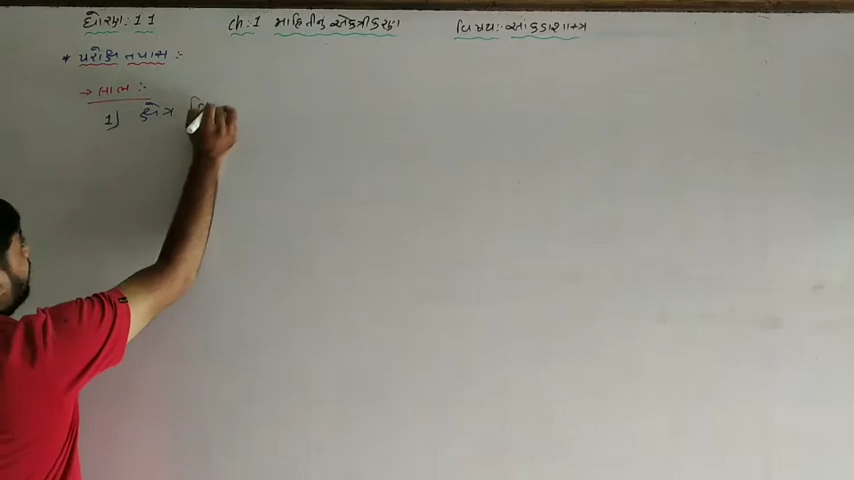 ધોરણ: 11 ch:1 માહિતીનું એકત્રીકરણ વિષય: આંકડાશાસ્ત્ર
* પરોક્ષ તપાસ :-
→ લાભ :-
1) ક્ષેત્ર વિ